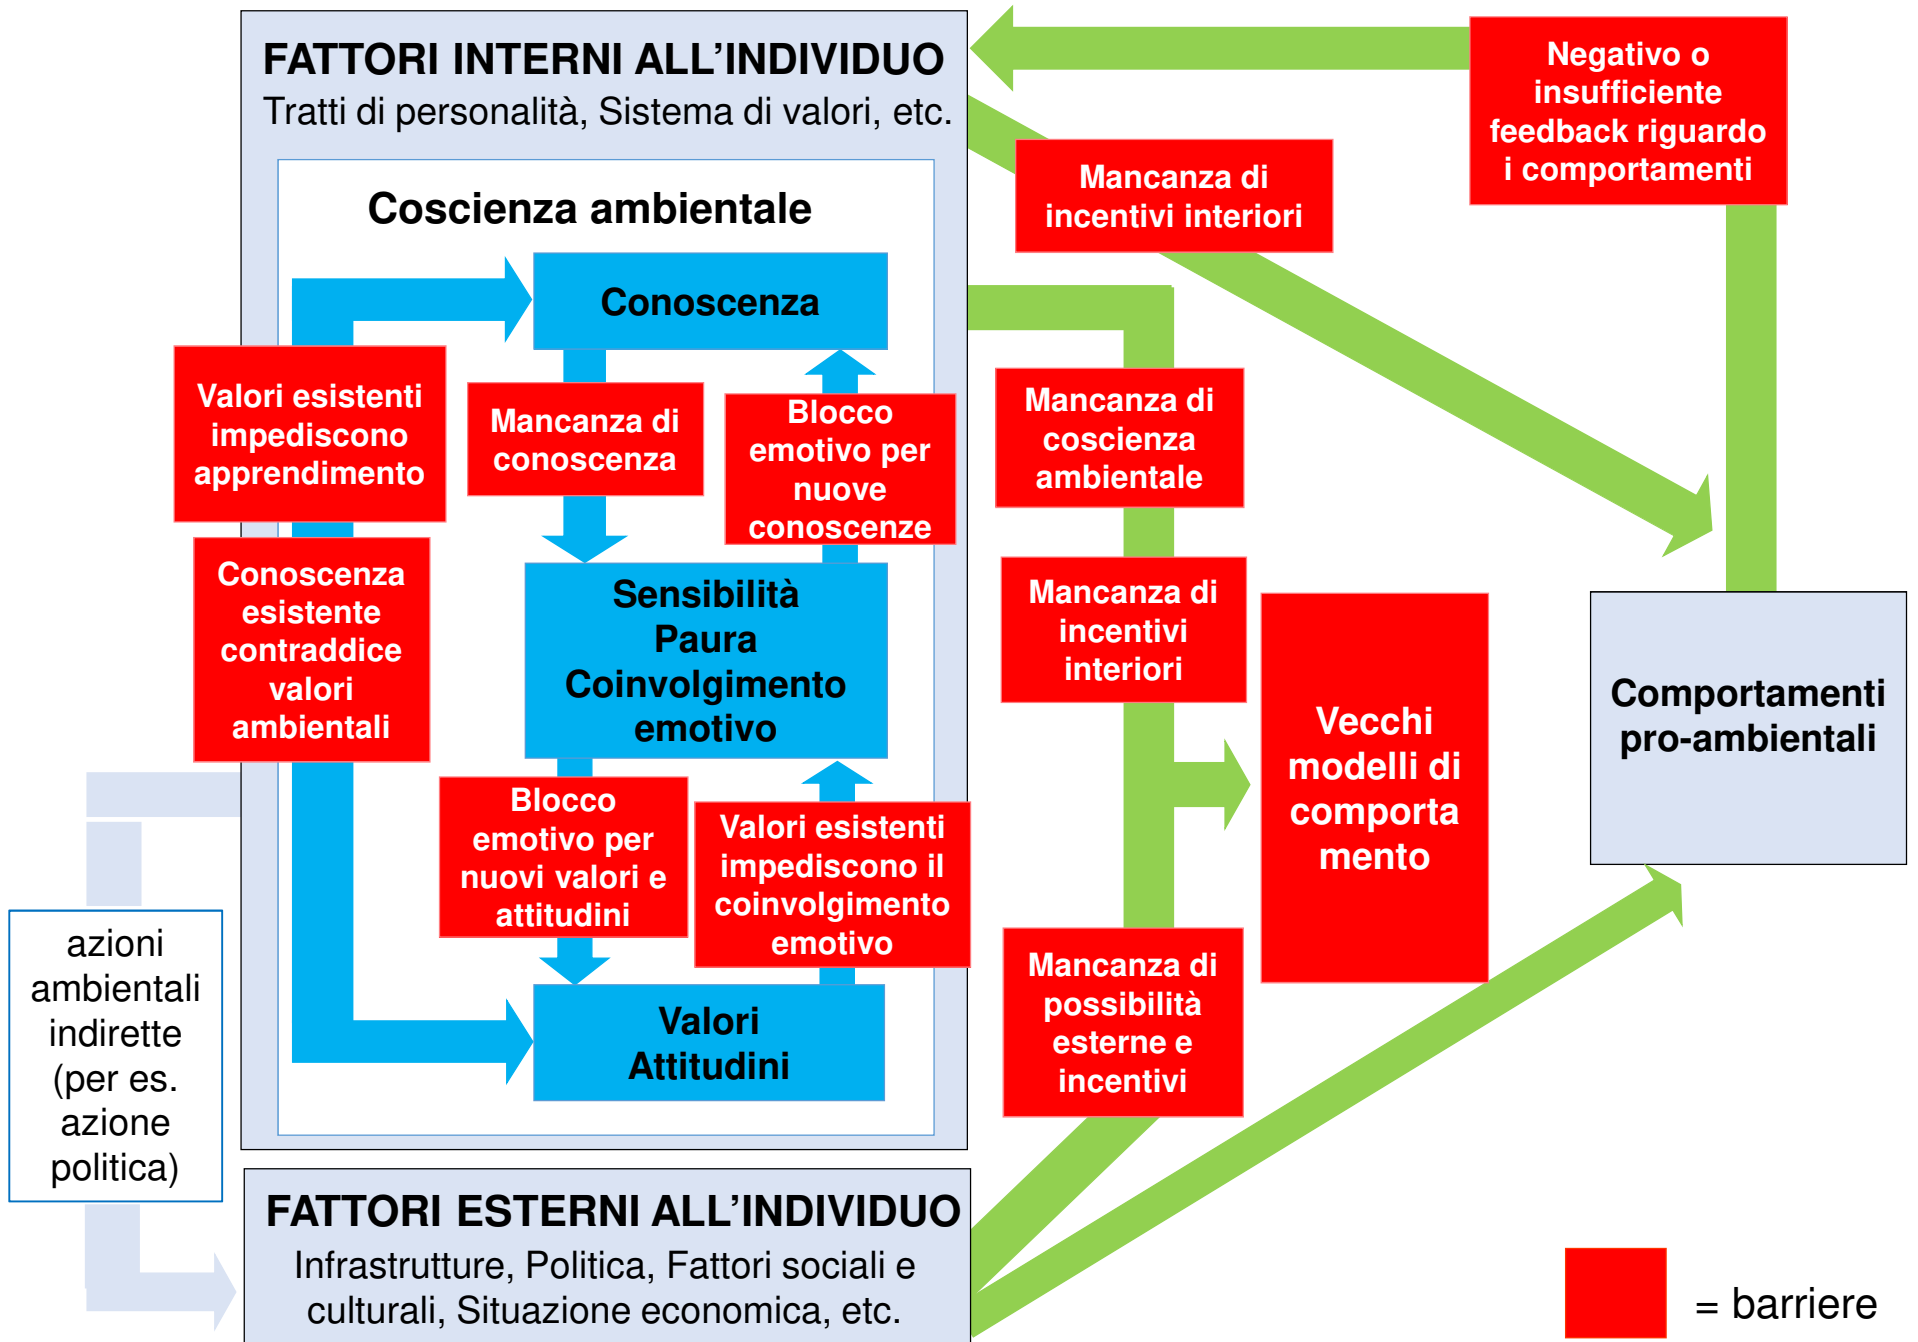 FATTORI INTERNI ALL'INDIVIDUO
Tratti di personalità, Sistema di valori, etc.
Coscienza ambientale
Conoscenza
Valori esistenti
impediscono
apprendimento
Mancanza di
conoscenza
Blocco
emotivo per
nuove
conoscenze
Conoscenza
esistente
contraddice
valori
ambientali
Sensibilità
Paura
Coinvolgimento
emotivo
Blocco
emotivo per
nuovi valori e
attitudini
Valori esistenti
impediscono il
coinvolgimento
emotivo
Valori
Attitudini
Negativo o
insufficiente
feedback riguardo
i comportamenti
Mancanza di
incentivi interiori
Mancanza di
coscienza
ambientale
Mancanza di
incentivi
interiori
Vecchi
modelli di
comporta
mento
Mancanza di
possibilità
esterne e
incentivi
Comportamenti
pro-ambientali
azioni
ambientali
indirette
(per es.
azione
politica)
FATTORI ESTERNI ALL'INDIVIDUO
Infrastrutture, Politica, Fattori sociali e
culturali, Situazione economica, etc.
= barriere